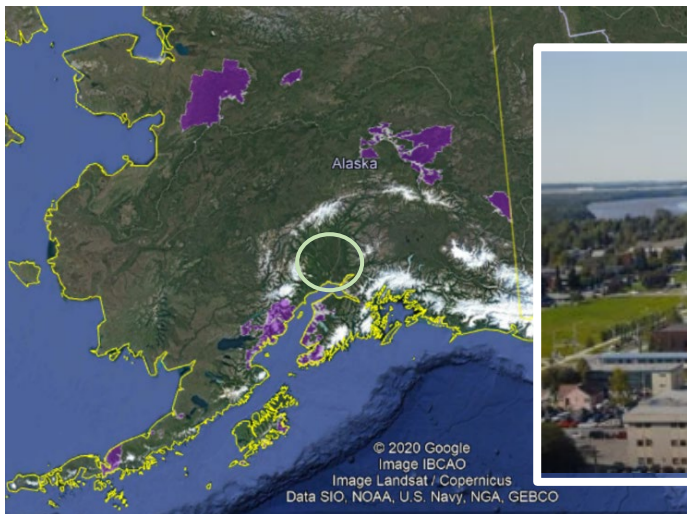 Alaska
© 2020 Google
Image IBCAO
Image Landsat / Copernicus
Data SIO, NOAA, U.S. Navy, NGA, GEBCO